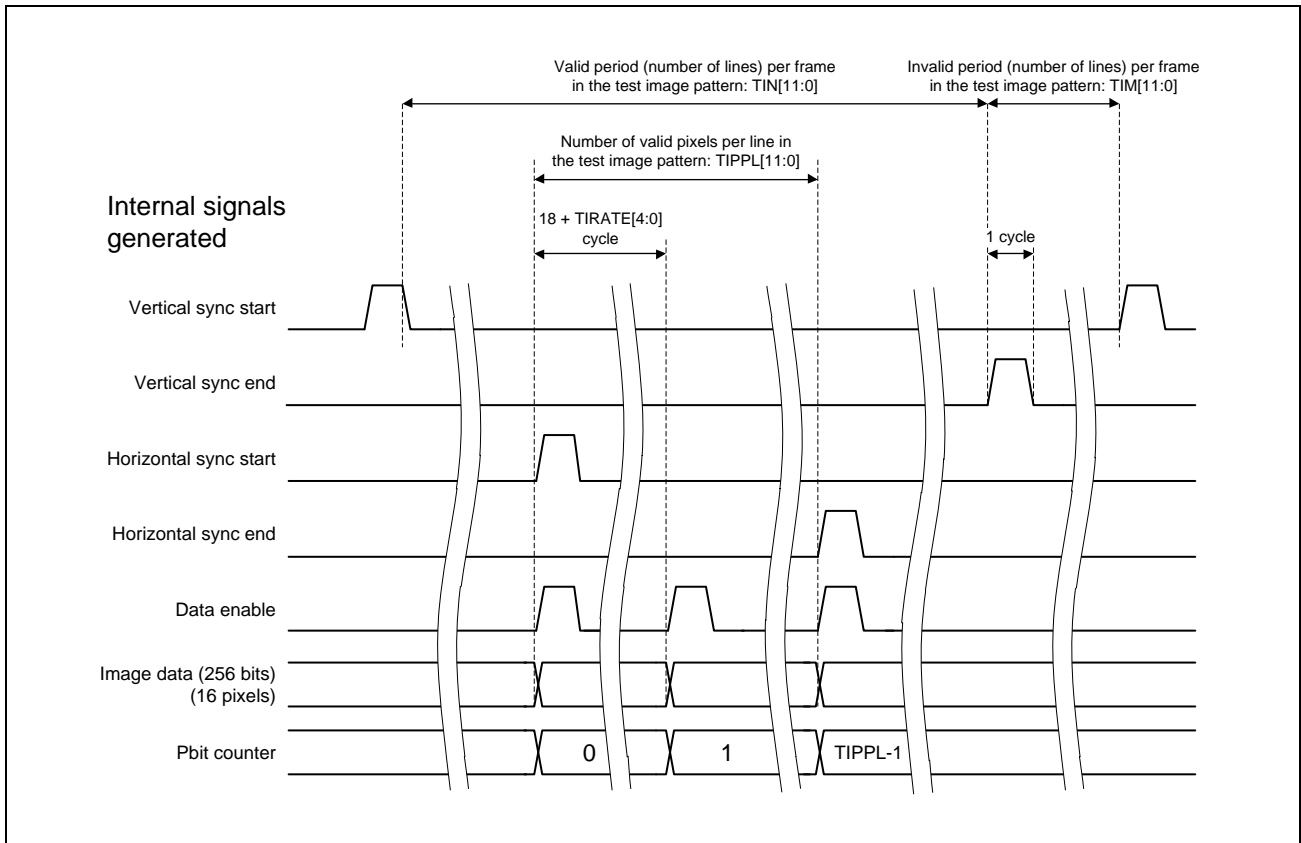 Valid period (number of lines) per frame
in the test image pattern: TIN[11:0]
Invalid period (number of lines) per frame
in the test image pattern: TIM[11:0]
Number of valid pixels per line in
the test image pattern: TIPPL[11:0]
Internal signals
generated
18 + TIRATE[4:0]
cycle
1 cycle
Vertical sync start
Vertical sync end
Horizontal sync start
Horizontal sync end
Data enable
Image data (256 bits)
(16 pixels)
Pbit counter
0
1
TIPPL-1